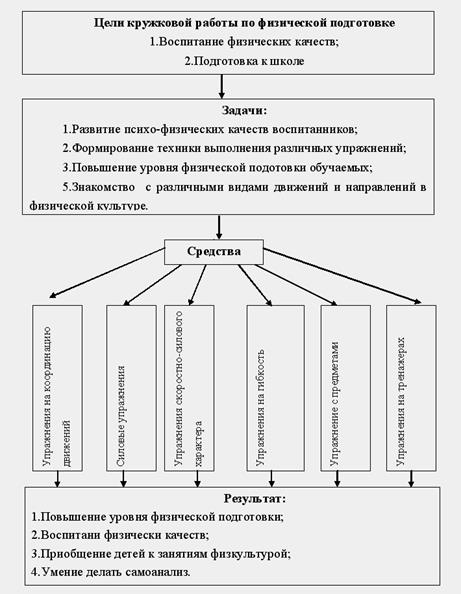 Цели кружковой работы по физической подготовке
1.Воспитание физических качеств;
2.Подготовка к школе
Задачи:
1.Развитие психо-физических качеств воспитанников;
2.Формирование техники выполнения различных упражнений;
3.Повышение уровня физической подотовки обучаемых;
5.Знакомство с различными видами движений и направлений в
физической культуре.
Средства
Упражнения на координацию
движений
Силовые упражнения
Упражнения скоростно-силового
характера
Упражнения на гибкость
Упражнение с предметами
Упражнения на тренажерах
Результат:
1.Повышение уровня физической подготовки;
2.Воспитани физически качеств;
3.Приобщение детей к занятиям физкультурой;
4.Умение делать самоанализ.